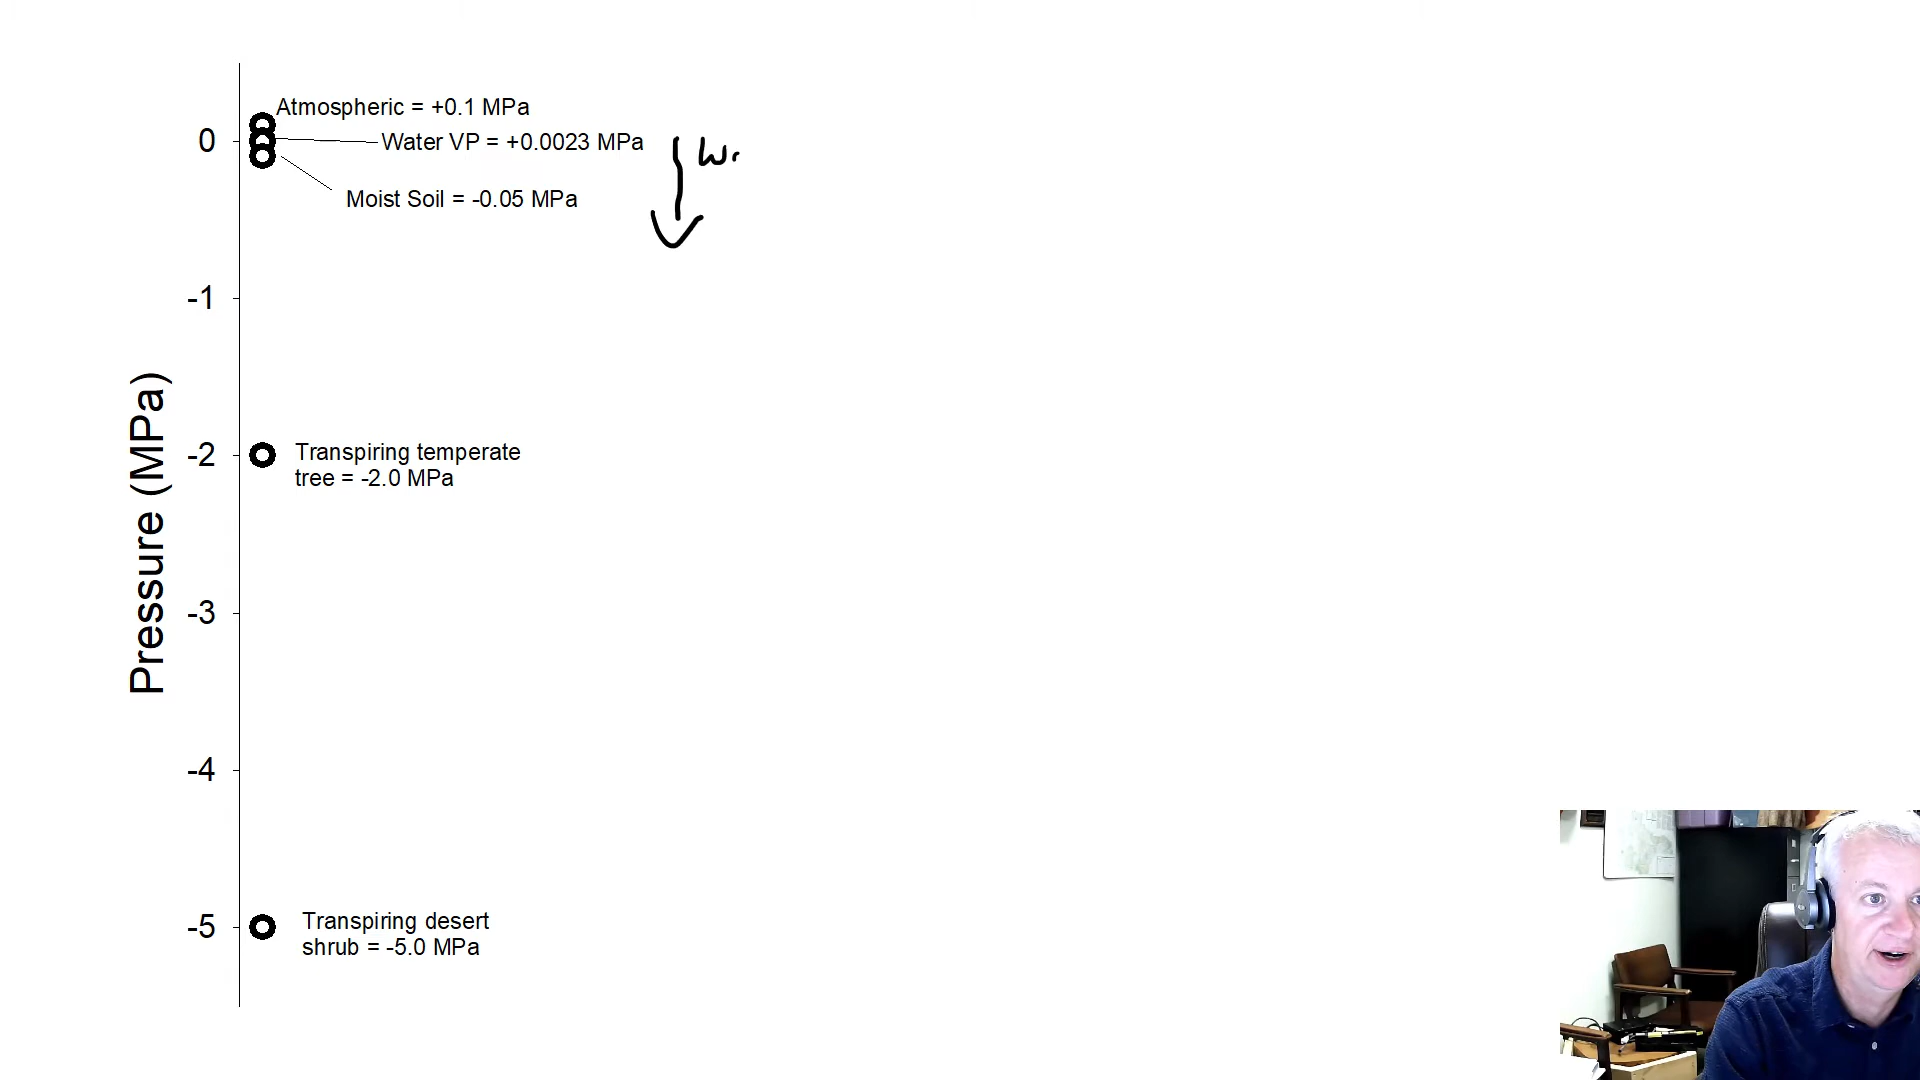 Atmospheric = +0.1 MPa
0
Water VP = +0.0023 MPa
Moist Soil = -0.05 MPa
-1
Pressure (MPa)
-2
Transpiring temperate
tree = -2.0 MPa
-3
-4
-5
Transpiring desert
shrub = -5.0 MPa